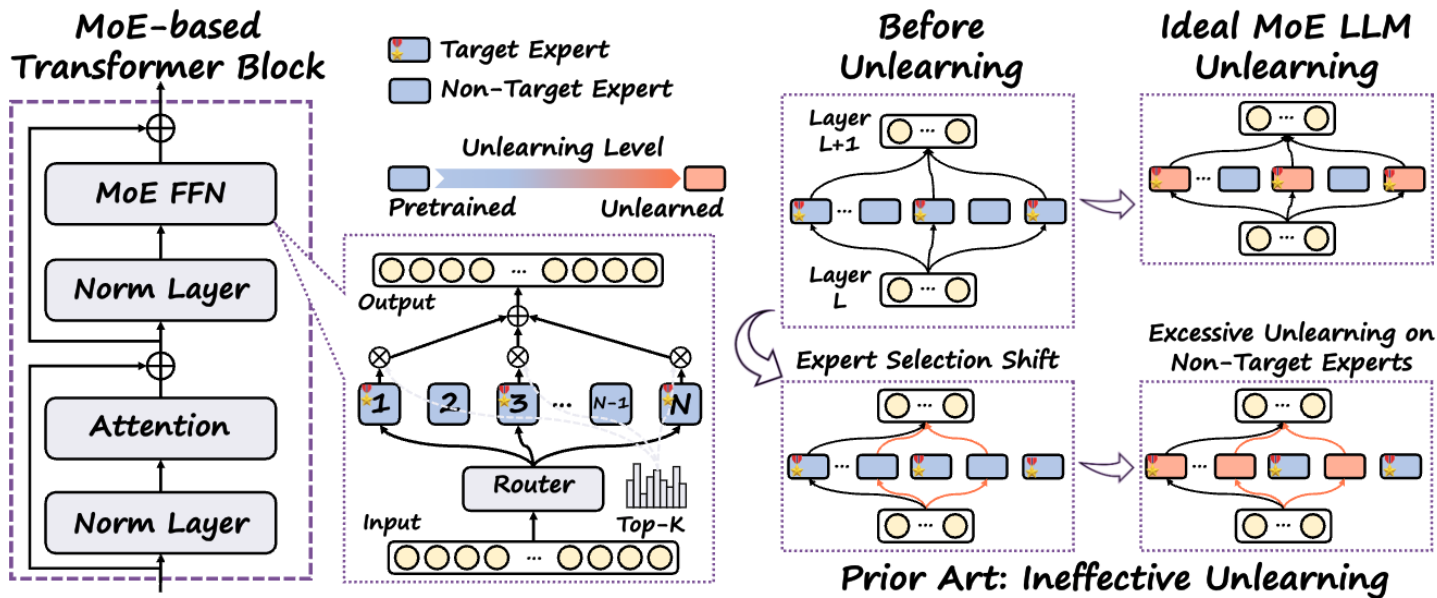 MoE-based
Transformer Block
MoE FFN
Norm Layer
Attention
Norm Layer
Target Expert
Non-Target Expert
Unlearning Level
Pretrained
Unlearned
...
Output
1
2
3
...
N-1
N
Router
Top-K
Input
...
Before
Unlearning
Layer
L+1
...
...
Layer
L
...
Ideal MoE LLM
Unlearning
...
...
...
Expert Selection Shift
...
...
...
Excessive Unlearning on
Non-Target Experts
...
...
...
Prior Art: Ineffective Unlearning